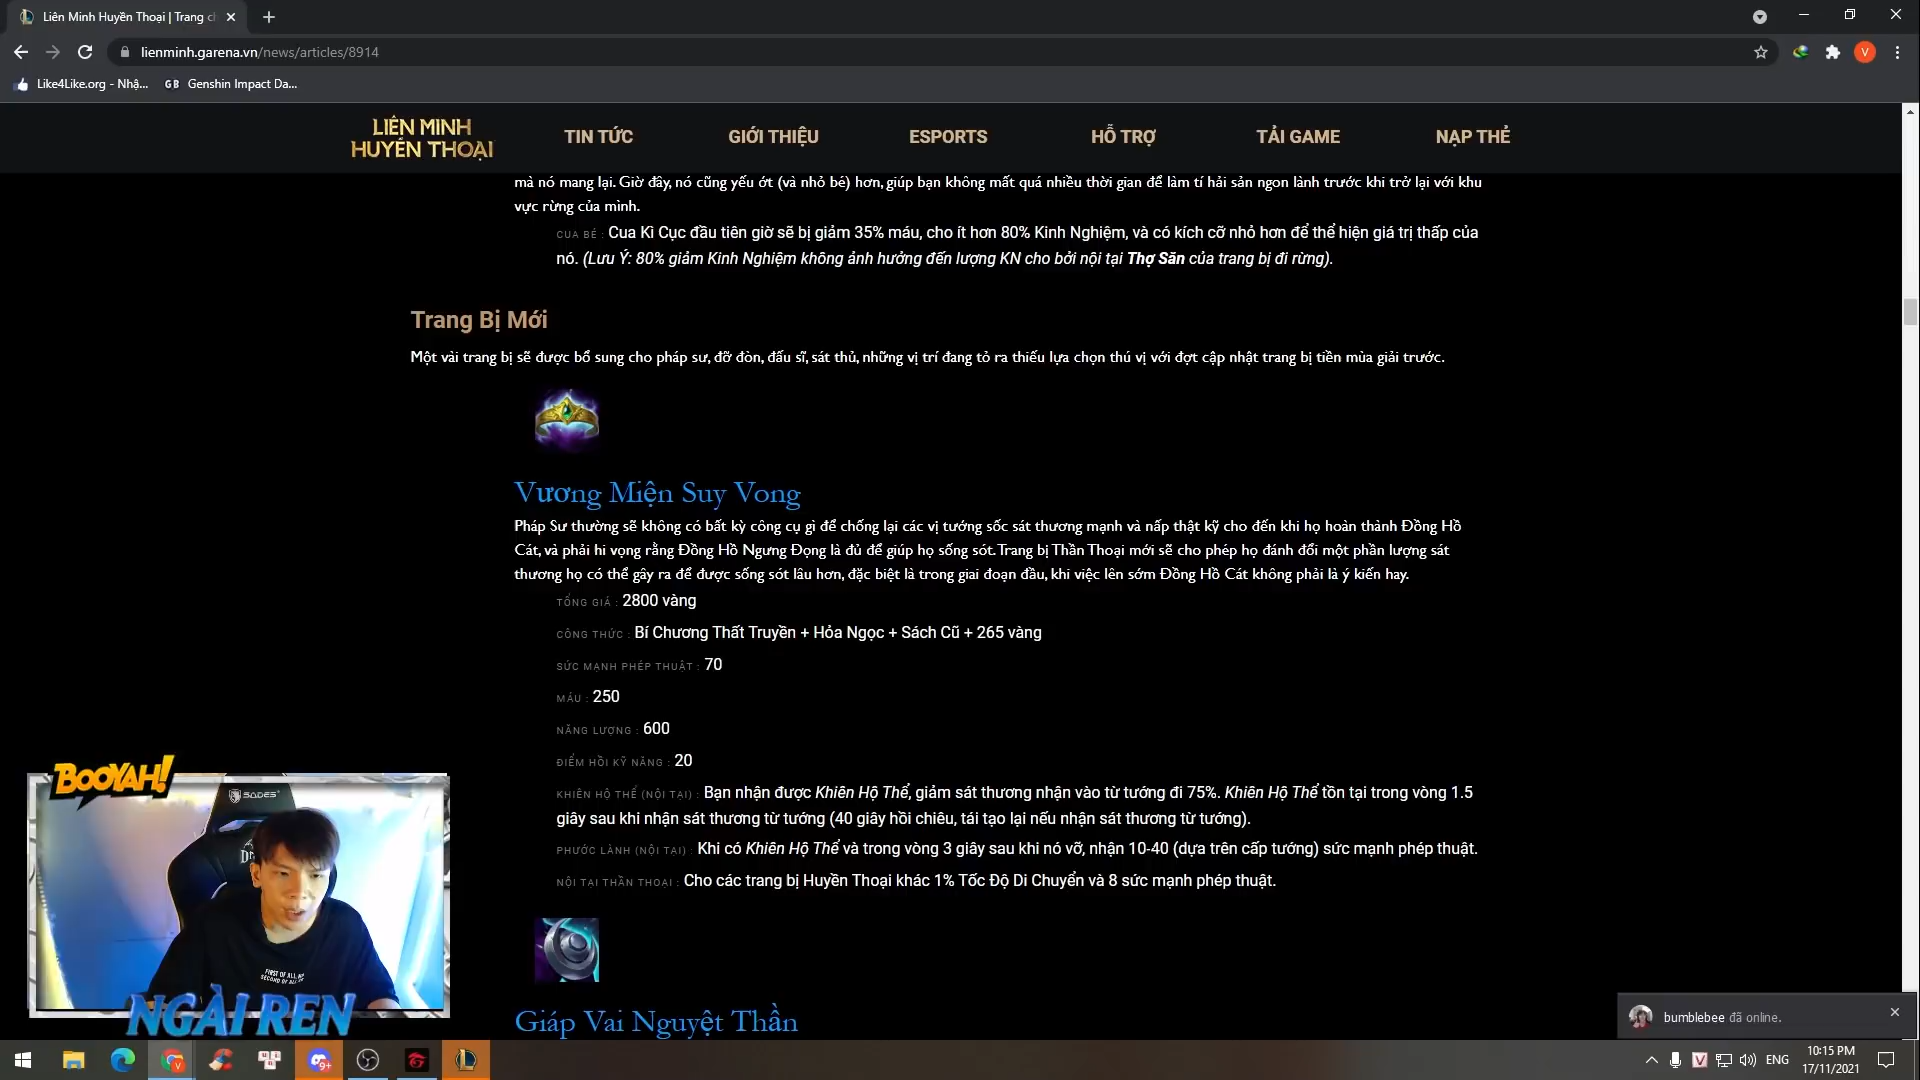 Liên Minh Huyền Thoại | Trang ch
lienminh.garena.vn/news/articles/8914
Like4Like.org - Nhậ...
GB Genshin Impact Da...
LIÊN MINH
HUYỀN THOẠI
TIN TỨC
GIỚI THIỆU
ESPORTS
HỖ TRỢ
TẢI GAME
NẠP THẺ
mà nó mang lại. Giờ đây, nó cũng yếu ớt (và nhỏ bé) hơn, giúp bạn không mất quá nhiều thời gian để làm tí hải sản ngon lành trước khi trở lại với khu
vực rừng của mình.
CUA BÉ : Cua Kì Cục đầu tiên giờ sẽ bị giảm 35% máu, cho ít hơn 80% Kinh Nghiệm, và có kích cỡ nhỏ hơn để thể hiện giá trị thấp của
nó. (Lưu Ý: 80% giảm Kinh Nghiệm không ảnh hưởng đến lượng KN cho bởi nội tại Thợ Săn của trang bị đi rừng).
Trang Bị Mới
Một vài trang bị sẽ được bổ sung cho pháp sư, đỡ đòn, đấu sĩ, sát thủ, những vị trí đang tỏ ra thiếu lựa chọn thú vị với đợt cập nhật trang bị tiền mùa giải trước.
Vương Miện Suy Vong
Pháp Sư thường sẽ không có bất kỳ công cụ gì để chống lại các vị tướng sốc sát thương mạnh và nấp thật kỹ cho đến khi họ hoàn thành Đồng Hồ
Cát, và phải hi vọng rằng Đồng Hồ Ngưng Đọng là đủ để giúp họ sống sót. Trang bị Thần Thoại mới sẽ cho phép họ đánh đổi một phần lượng sát
thương họ có thể gây ra để được sống sót lâu hơn, đặc biệt là trong giai đoạn đầu, khi việc lên sớm Đồng Hồ Cát không phải là ý kiến hay.
TỔNG GIÁ : 2800 vàng
CÔNG THỨC : Bí Chương Thất Truyền + Hỏa Ngọc + Sách Cũ + 265 vàng
SỨC MẠNH PHÉP THUẬT : 70
MÁU : 250
NĂNG LƯỢNG : 600
ĐIỂM HỒI KỸ NĂNG : 20
KHIÊN HỘ THỂ (NỘI TẠI) : Bạn nhận được Khiên Hộ Thể, giảm sát thương nhận vào từ tướng đi 75%. Khiên Hộ Thể tồn tại trong vòng 1.5
giây sau khi nhận sát thương từ tướng (40 giây hồi chiêu, tái tạo lại nếu nhận sát thương từ tướng).
PHƯỚC LÀNH (NỘI TẠI) : Khi có Khiên Hộ Thể và trong vòng 3 giây sau khi nó vỡ, nhận 10-40 (dựa trên cấp tướng) sức mạnh phép thuật.
NỘI TẠI THẦN THOẠI : Cho các trang bị Huyền Thoại khác 1% Tốc Độ Di Chuyển và 8 sức mạnh phép thuật.
Giáp Vai Nguyệt Thần
BOOYAH!
SADES
NGÀI REN
bumblebee đã online.
9+
ENG
10:15 PM
17/11/2021